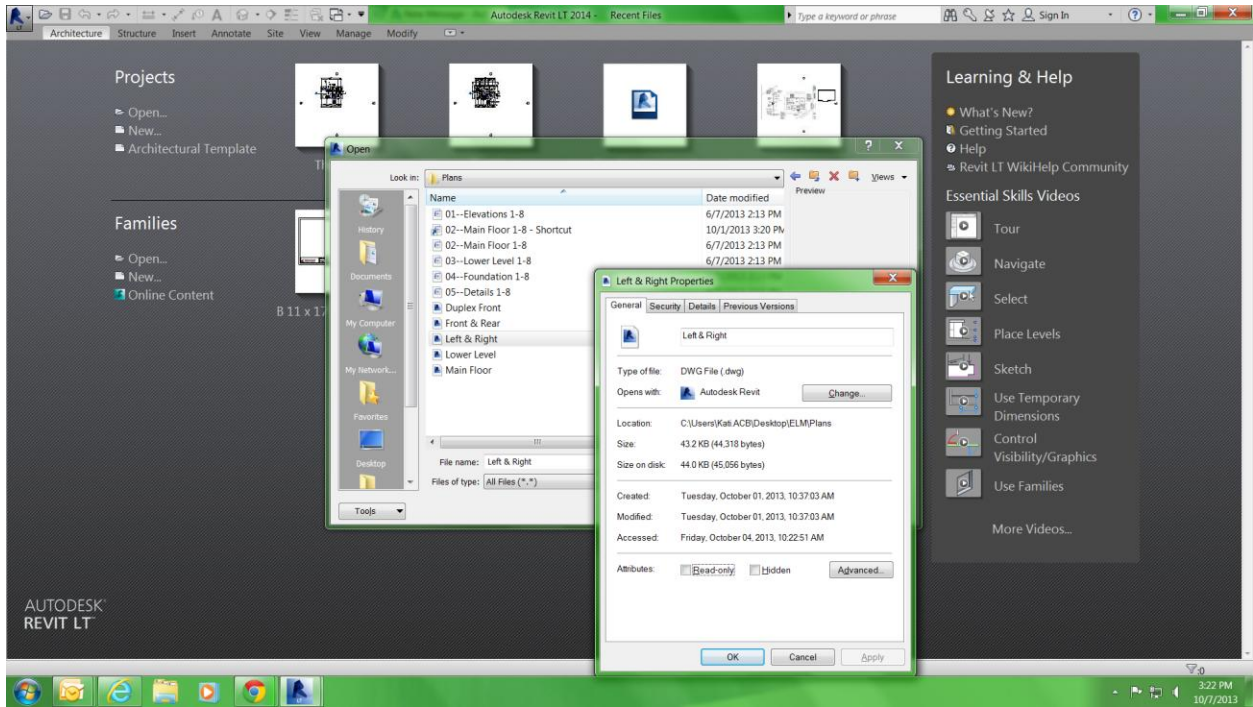 Autodesk Revit LT 2014 - Recent Files
Type a keyword or phrase
Sign In
Architecture Structure Insert Annotate Site View Manage Modify
Projects
Open...
New...
Architectural Template
Families
Open...
New...
Online Content
B 11 x 17
AUTODESK
REVIT LT
Open
Look in: Plans
Views
Preview
Name Date modified
01--Elevations 1-8 6/7/2013 2:13 PM
02--Main Floor 1-8 - Shortcut 10/1/2013 3:20 PM
02--Main Floor 1-8 6/7/2013 2:13 PM
03--Lower Level 1-8 6/7/2013 2:13 PM
04--Foundation 1-8
05--Details 1-8
Duplex Front
Front & Rear
Left & Right
Lower Level
Main Floor
History
Documents
My Computer
My Network...
Favorites
Desktop
File name: Left & Right
Files of type: All Files (*.*)
Tools
Left & Right Properties
General Security Details Previous Versions
Left & Right
Type of file: DWG File (.dwg)
Opens with: Autodesk Revit Change...
Location: C:\Users\Kati.ACB\Desktop\ELM\Plans
Size: 43.2 KB (44,318 bytes)
Size on disk: 44.0 KB (45,056 bytes)
Created: Tuesday, October 01, 2013, 10:37:03 AM
Modified: Tuesday, October 01, 2013, 10:37:03 AM
Accessed: Friday, October 04, 2013, 10:22:51 AM
Attributes: Read-only Hidden Advanced...
OK Cancel Apply
Learning & Help
What's New?
Getting Started
Help
Revit LT WikiHelp Community
Essential Skills Videos
Tour
Navigate
Select
Place Levels
Sketch
Use Temporary
Dimensions
Control
Visibility/Graphics
Use Families
More Videos...
:0
3:22 PM
10/7/2013